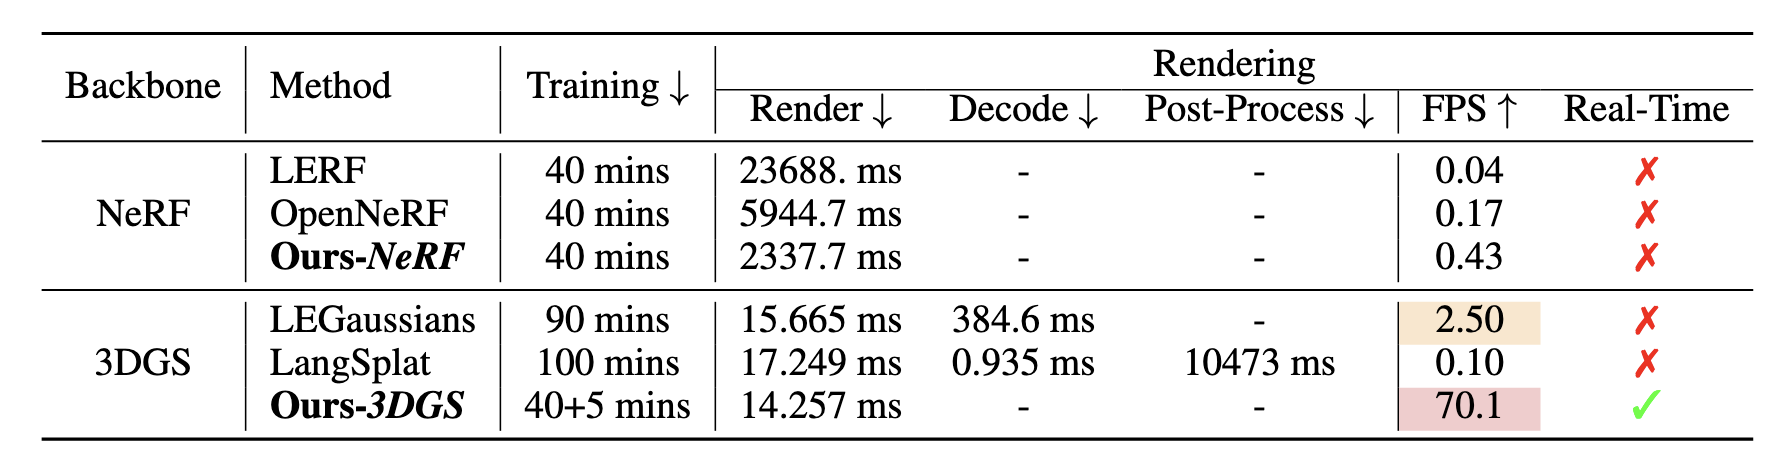 Rendering
Backbone Method Training ↓
Render ↓ Decode ↓ Post-Process ↓ FPS ↑ Real-Time
LERF 40 mins 23688. ms - - 0.04 ✗
NeRF OpenNeRF 40 mins 5944.7 ms - - 0.17 ✗
Ours-NeRF 40 mins 2337.7 ms - - 0.43 ✗
LEGaussians 90 mins 15.665 ms 384.6 ms - 2.50 ✗
3DGS LangSplat 100 mins 17.249 ms 0.935 ms 10473 ms 0.10 ✗
Ours-3DGS 40+5 mins 14.257 ms - - 70.1 ✓